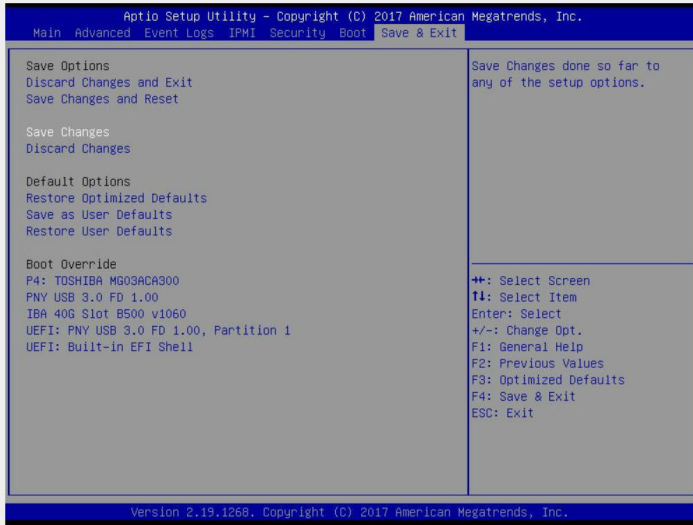 Aptio Setup Utility – Copyright (C) 2017 American Megatrends, Inc.
Main Advanced Event Logs IPMI Security Boot Save & Exit
Save Options
Discard Changes and Exit
Save Changes and Reset
Save Changes
Discard Changes
Default Options
Restore Optimized Defaults
Save as User Defaults
Restore User Defaults
Boot Override
P4: TOSHIBA MG03ACA300
PNY USB 3.0 FD 1.00
IBA 40G Slot B500 v1060
UEFI: PNY USB 3.0 FD 1.00, Partition 1
UEFI: Built-in EFI Shell
Save Changes done so far to
any of the setup options.
→←: Select Screen
↑↓: Select Item
Enter: Select
+/-: Change Opt.
F1: General Help
F2: Previous Values
F3: Optimized Defaults
F4: Save & Exit
ESC: Exit
Version 2.19.1268. Copyright (C) 2017 American Megatrends, Inc.